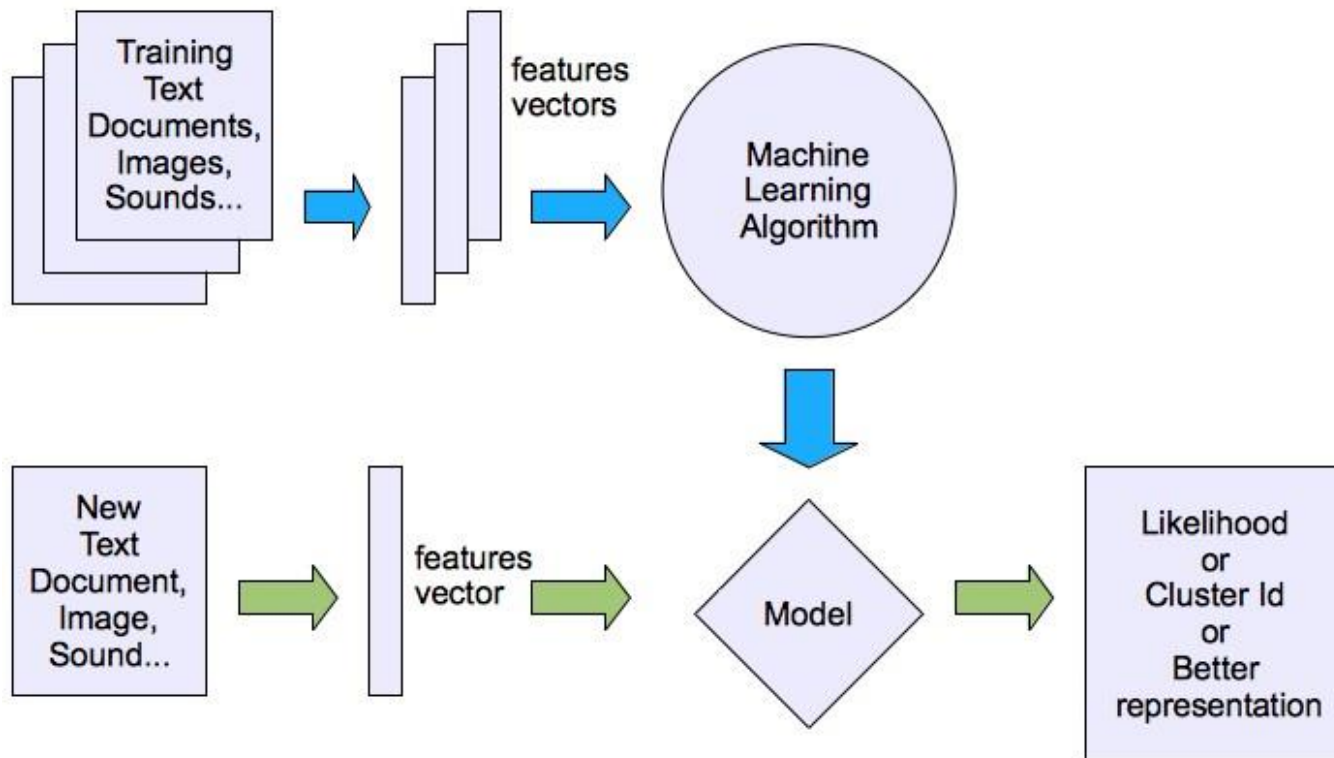 Training
Text
Documents,
Images,
Sounds...
features
vectors
Machine
Learning
Algorithm
New
Text
Document,
Image,
Sound...
features
vector
Model
Likelihood
or
Cluster Id
or
Better
representation